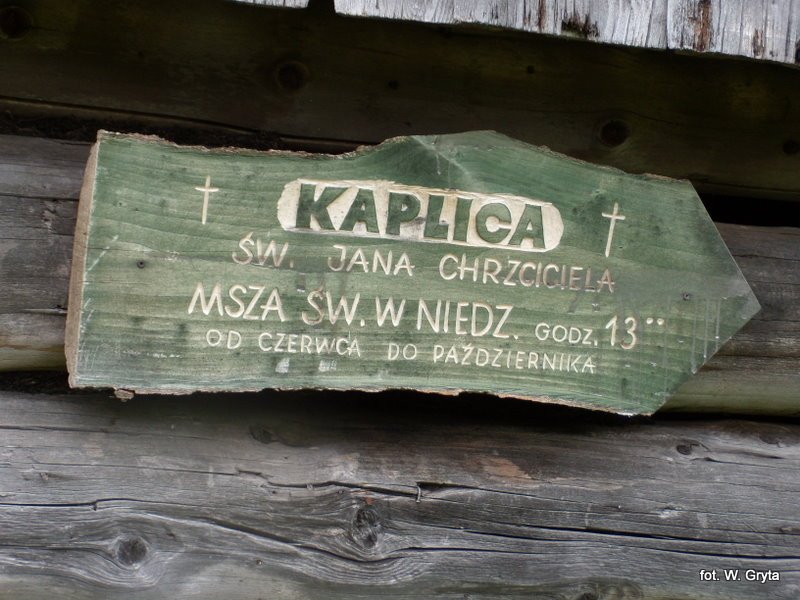 KAPLICA
ŚW. JANA CHRZCICIELA
MSZA ŚW. W NIEDZ. GODZ. 13¨
OD CZERWCA DO PAŹDZIERNIKA
fot. W. Gryta